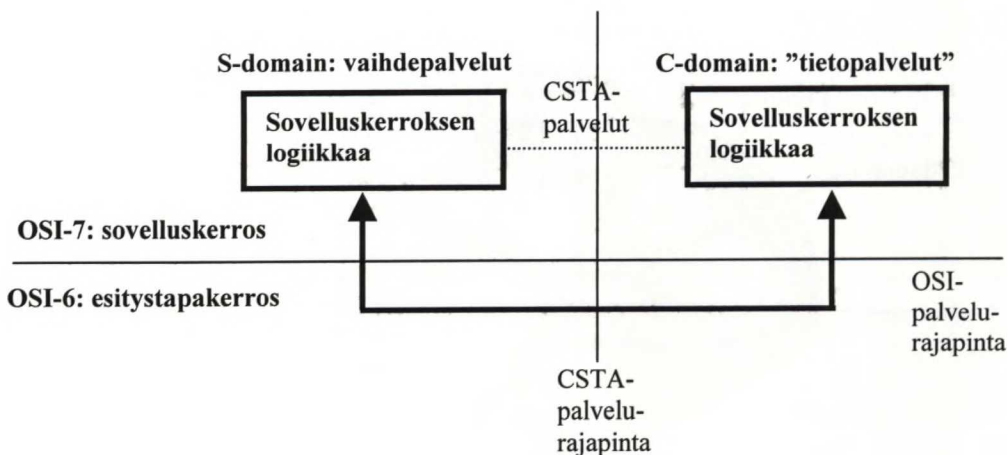 S-domain: vaihdepalvelut
C-domain: ”tietopalvelut”
CSTA-
palvelut
Sovelluskerroksen
logiikkaa
Sovelluskerroksen
logiikkaa
OSI-7: sovelluskerros
OSI-6: esitystapakerros
OSI-
palvelu-
rajapinta
CSTA-
palvelu-
rajapinta